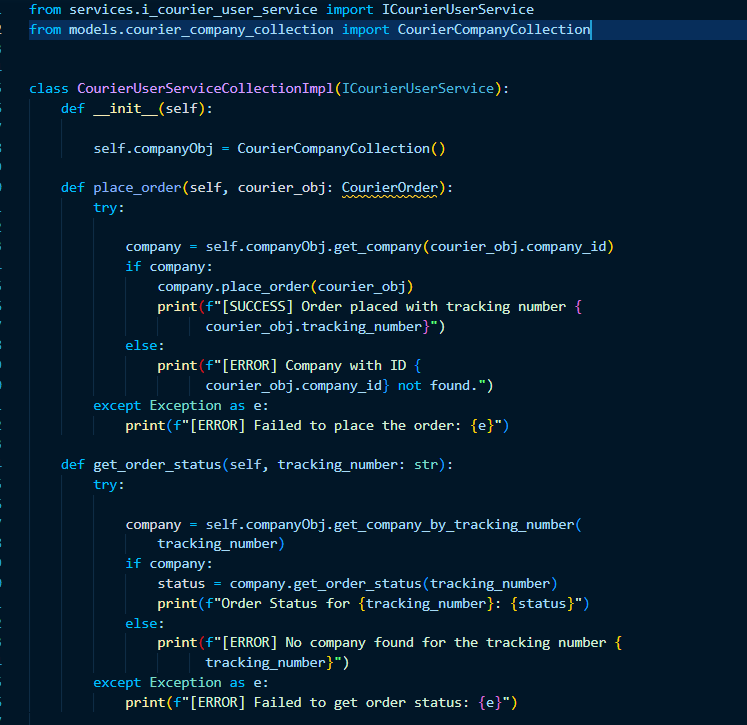 from services.i_courier_user_service import ICourierUserService
from models.courier_company_collection import CourierCompanyCollection
class CourierUserServiceCollectionImpl(ICourierUserService):
def __init__(self):
self.companyObj = CourierCompanyCollection()
def place_order(self, courier_obj: CourierOrder):
try:
company = self.companyObj.get_company(courier_obj.company_id)
if company:
company.place_order(courier_obj)
print(f"[SUCCESS] Order placed with tracking number {
courier_obj.tracking_number}")
else:
print(f"[ERROR] Company with ID {
courier_obj.company_id} not found.")
except Exception as e:
print(f"[ERROR] Failed to place the order: {e}")
def get_order_status(self, tracking_number: str):
try:
company = self.companyObj.get_company_by_tracking_number(
tracking_number)
if company:
status = company.get_order_status(tracking_number)
print(f"Order Status for {tracking_number}: {status}")
else:
print(f"[ERROR] No company found for the tracking number {
tracking_number}")
except Exception as e:
print(f"[ERROR] Failed to get order status: {e}")